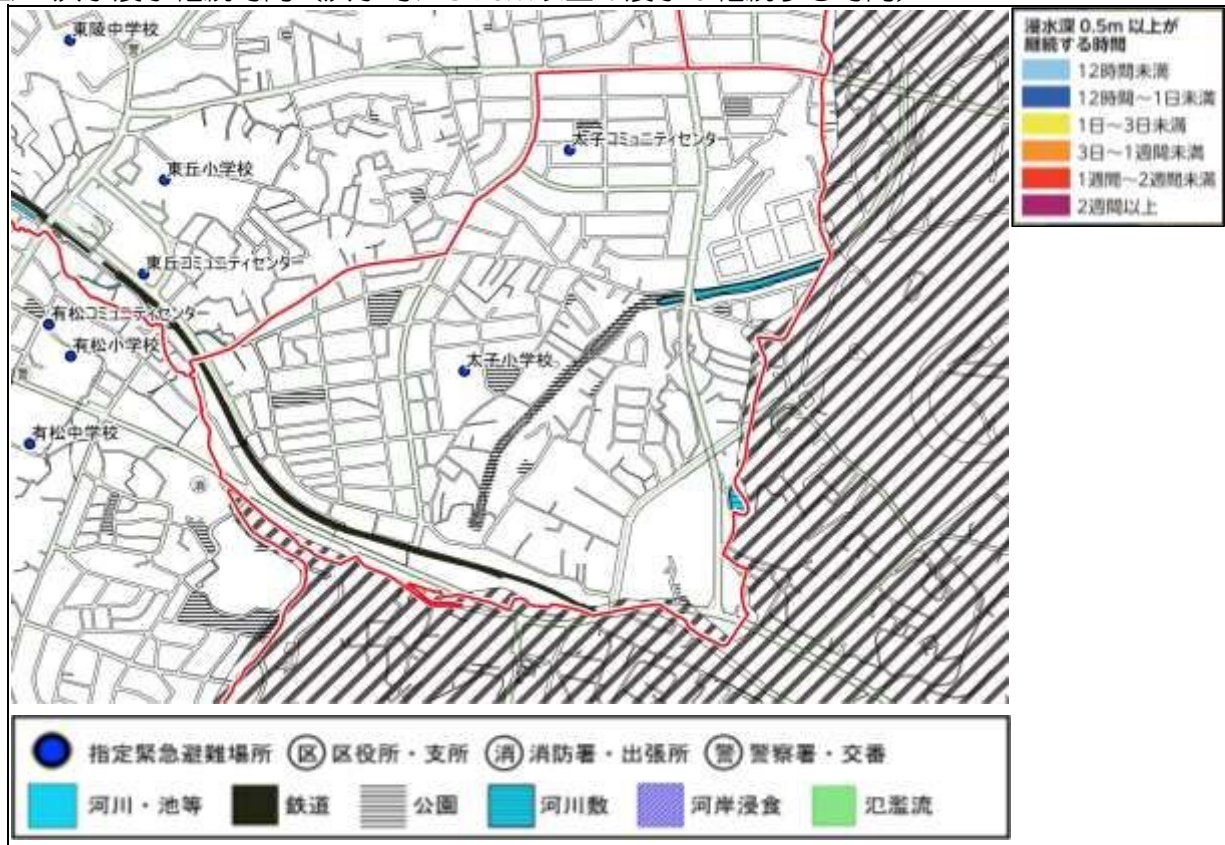 東陵中学校
東丘小学校
太子コミュニティセンター
東丘コミュニティセンター
有松コミュニティセンター
有松小学校
太子小学校
有松中学校
消
浸水深 0.5m 以上が
継続する時間
12時間未満
12時間～1日未満
1日～3日未満
3日～1週間未満
1週間～2週間未満
2週間以上
指定緊急避難場所 区 区役所・支所 消 消防署・出張所 警 警察署・交番
河川・池等 鉄道 公園 河川敷 河岸浸食 氾濫流